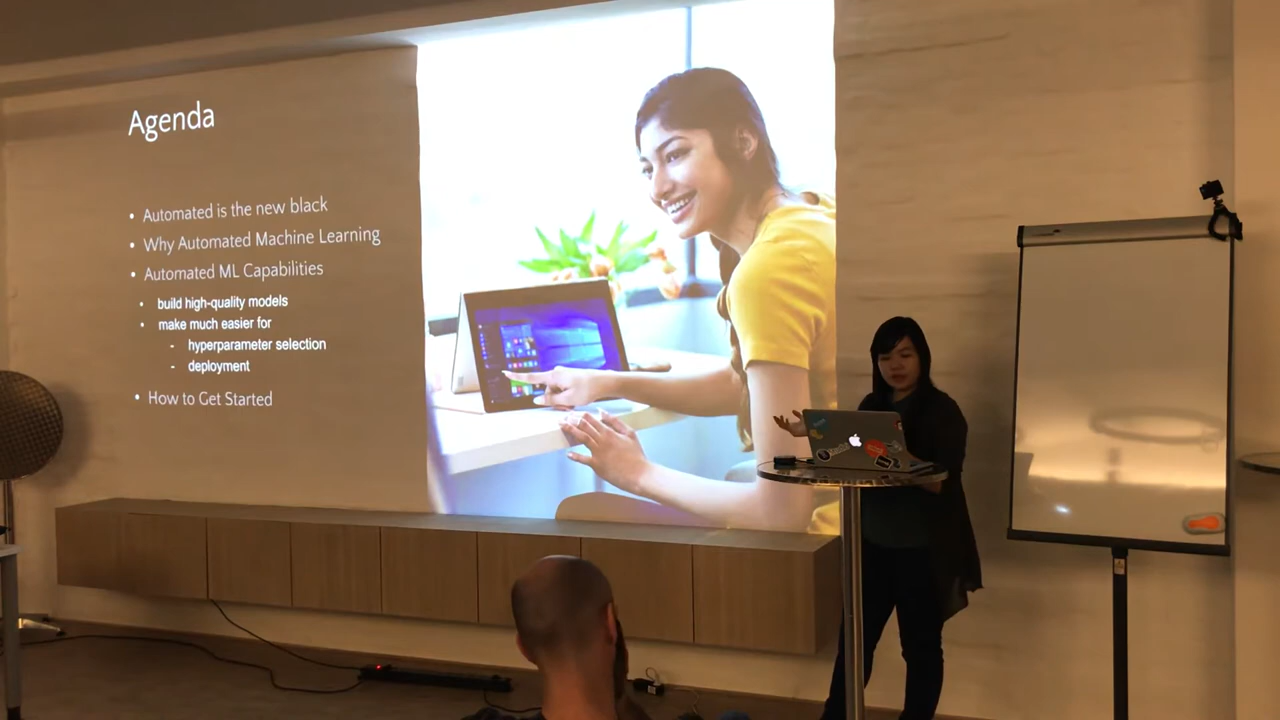 Agenda
• Automated is the new black
• Why Automated Machine Learning
• Automated ML Capabilities
• build high-quality models
• make much easier for
- hyperparameter selection
- deployment
• How to Get Started